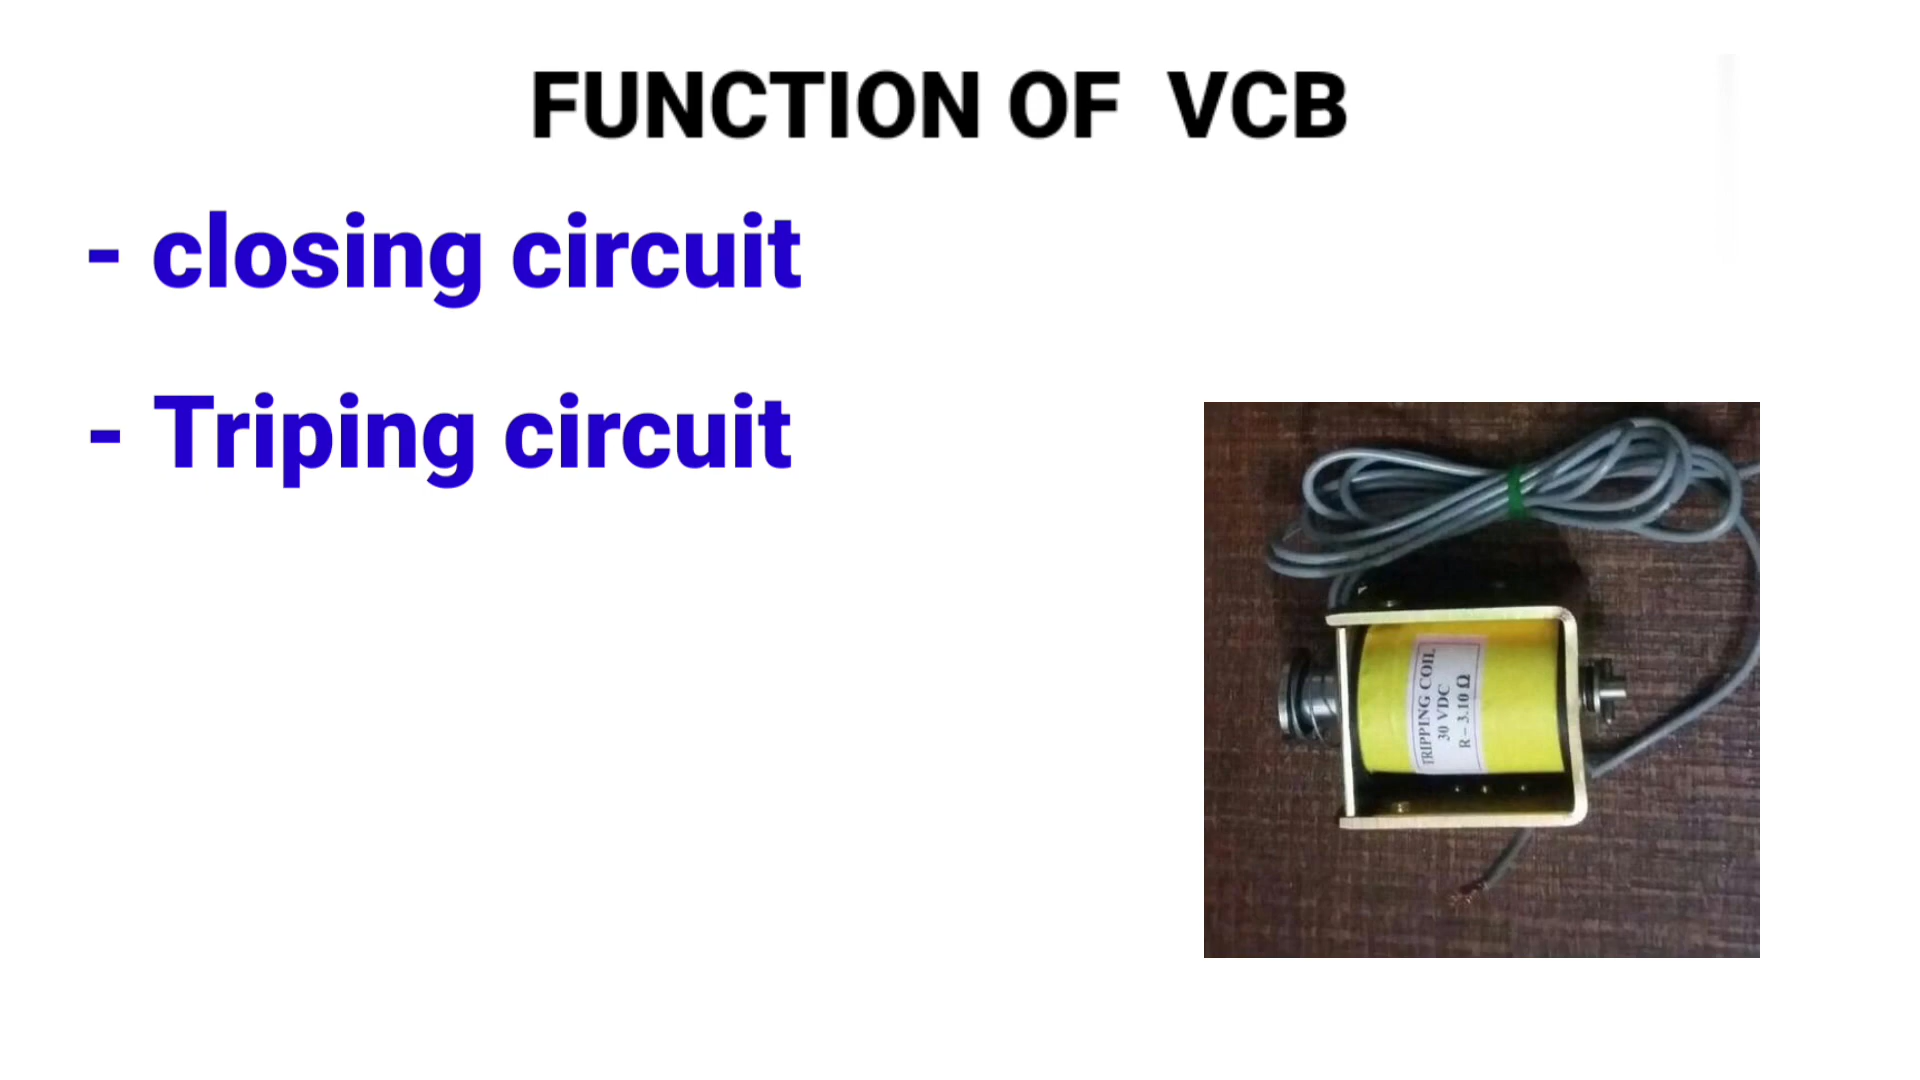 FUNCTION OF VCB
- closing circuit
- Triping circuit
TRIPPING COIL
30 VDC
R – 3.10 Ω